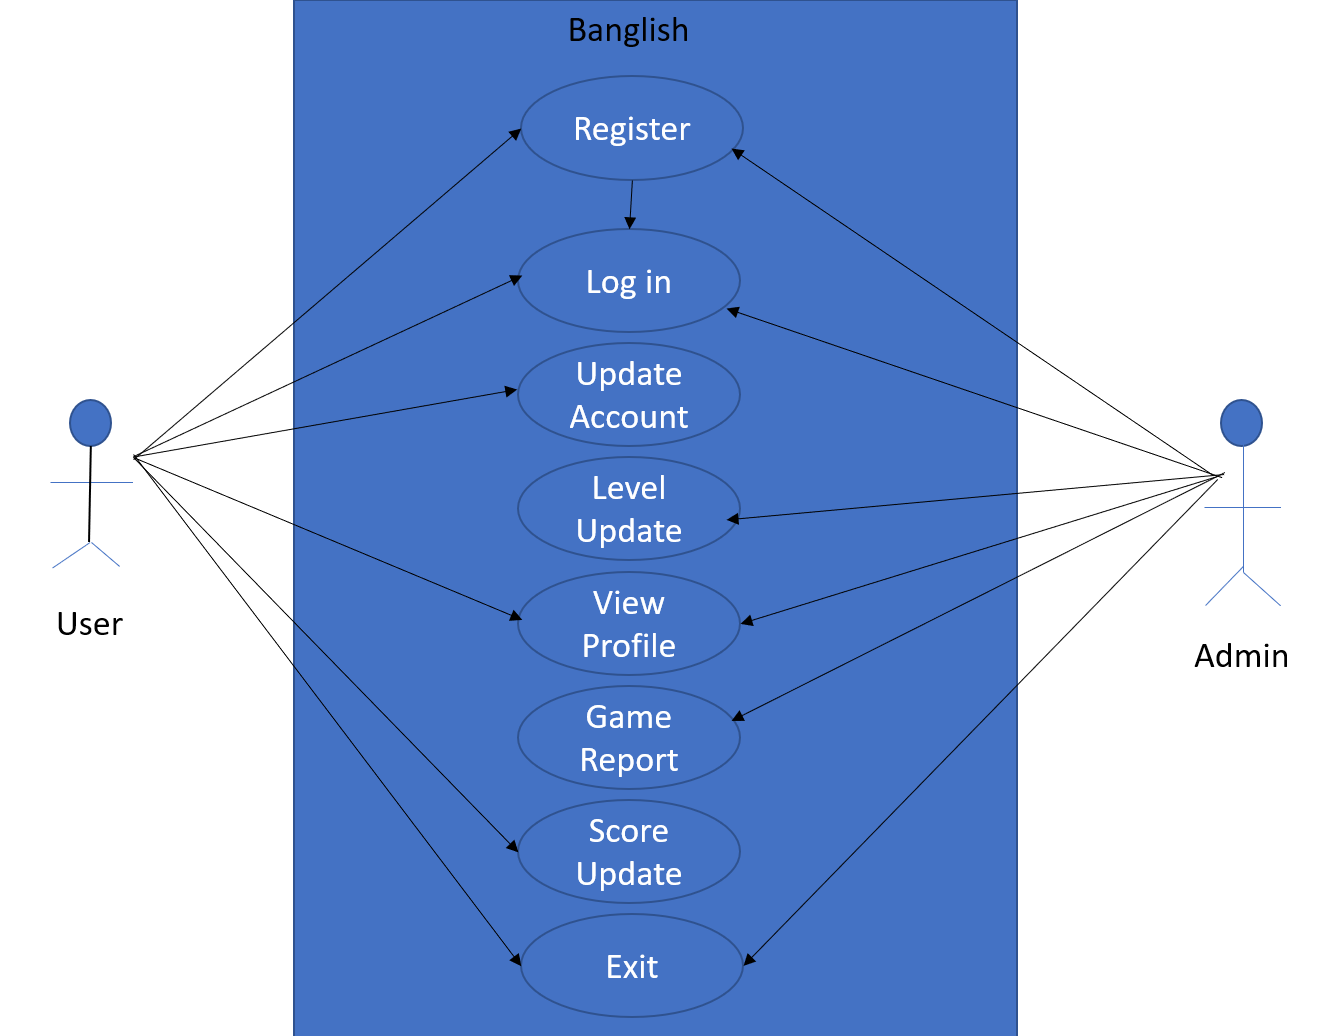 Banglish
Register
Log in
Update
Account
Level
Update
View
Profile
Game
Report
Score
Update
Exit
User
Admin